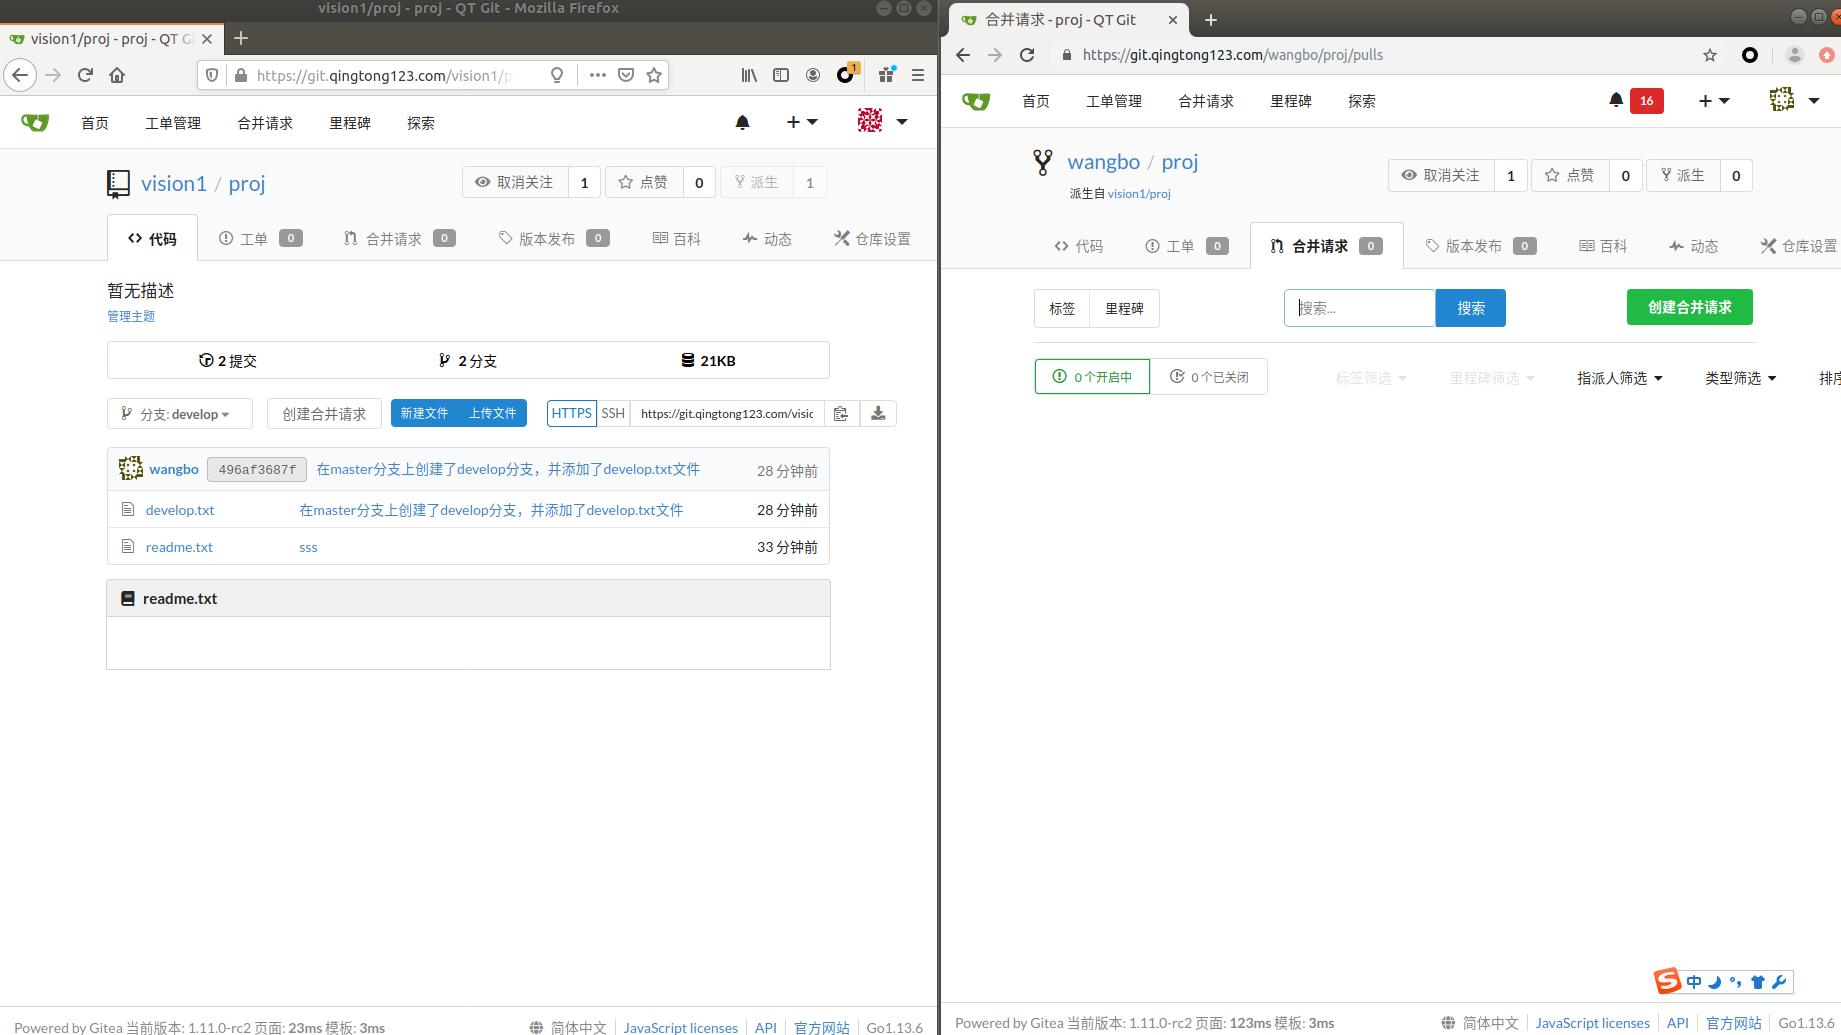 vision1/proj - proj - QT Git - Mozilla Firefox
vision1/proj - proj - QT Gi
https://git.qingtong123.com/vision1/p
1
首页 工单管理 合并请求 里程碑 探索
vision1 / proj
取消关注 1 点赞 0 派生 1
代码 工单 0 合并请求 0 版本发布 0 百科 动态 仓库设置
暂无描述
管理主题
2 提交 2 分支 21KB
分支: develop 创建合并请求 新建文件 上传文件 HTTPS SSH https://git.qingtong123.com/visic
wangbo 496af3687f 在master分支上创建了develop分支，并添加了develop.txt文件 28 分钟前
develop.txt 在master分支上创建了develop分支，并添加了develop.txt文件 28 分钟前
readme.txt sss 33 分钟前
readme.txt
Powered by Gitea 当前版本: 1.11.0-rc2 页面: 23ms 模板: 3ms 简体中文 JavaScript licenses API 官方网站 Go1.13.6
合并请求 - proj - QT Git
https://git.qingtong123.com/wangbo/proj/pulls
首页 工单管理 合并请求 里程碑 探索 16
wangbo / proj
派生自 vision1/proj
取消关注 1 点赞 0 派生 0
代码 工单 0 合并请求 0 版本发布 0 百科 动态 仓库设置
标签 里程碑 搜索... 搜索 创建合并请求
0 个开启中 0 个已关闭 标签筛选 里程碑筛选 指派人筛选 类型筛选 排序
S 中
Powered by Gitea 当前版本: 1.11.0-rc2 页面: 123ms 模板: 3ms 简体中文 JavaScript licenses API 官方网站 Go1.13.6